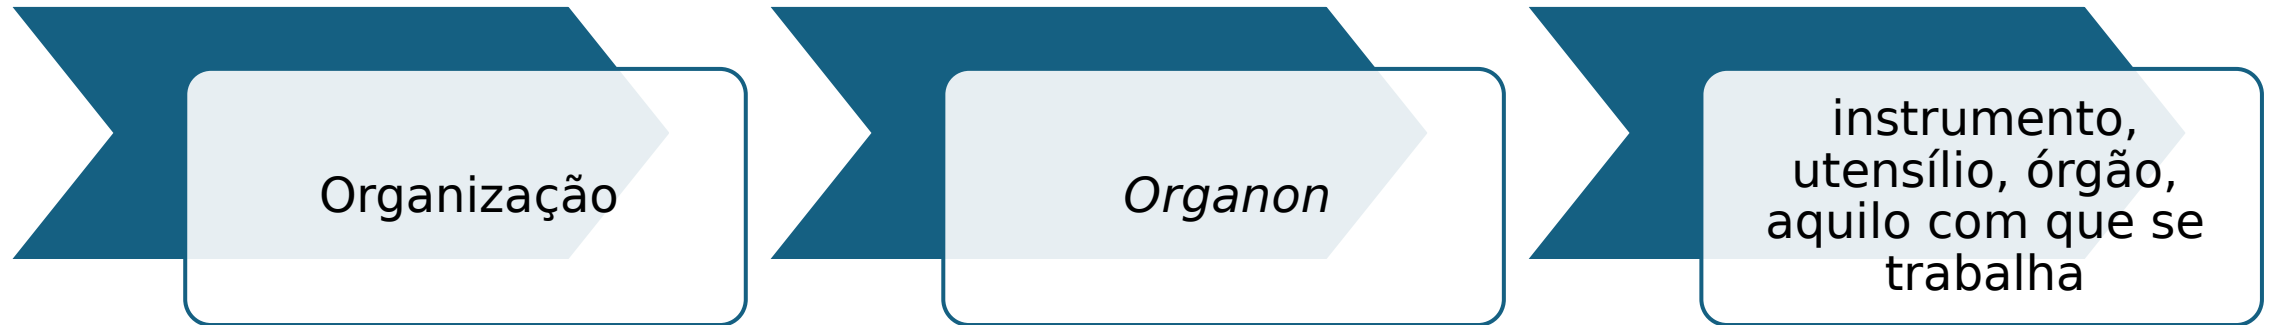 Organização
Organon
instrumento,
utensílio, órgão,
aquilo com que se
trabalha